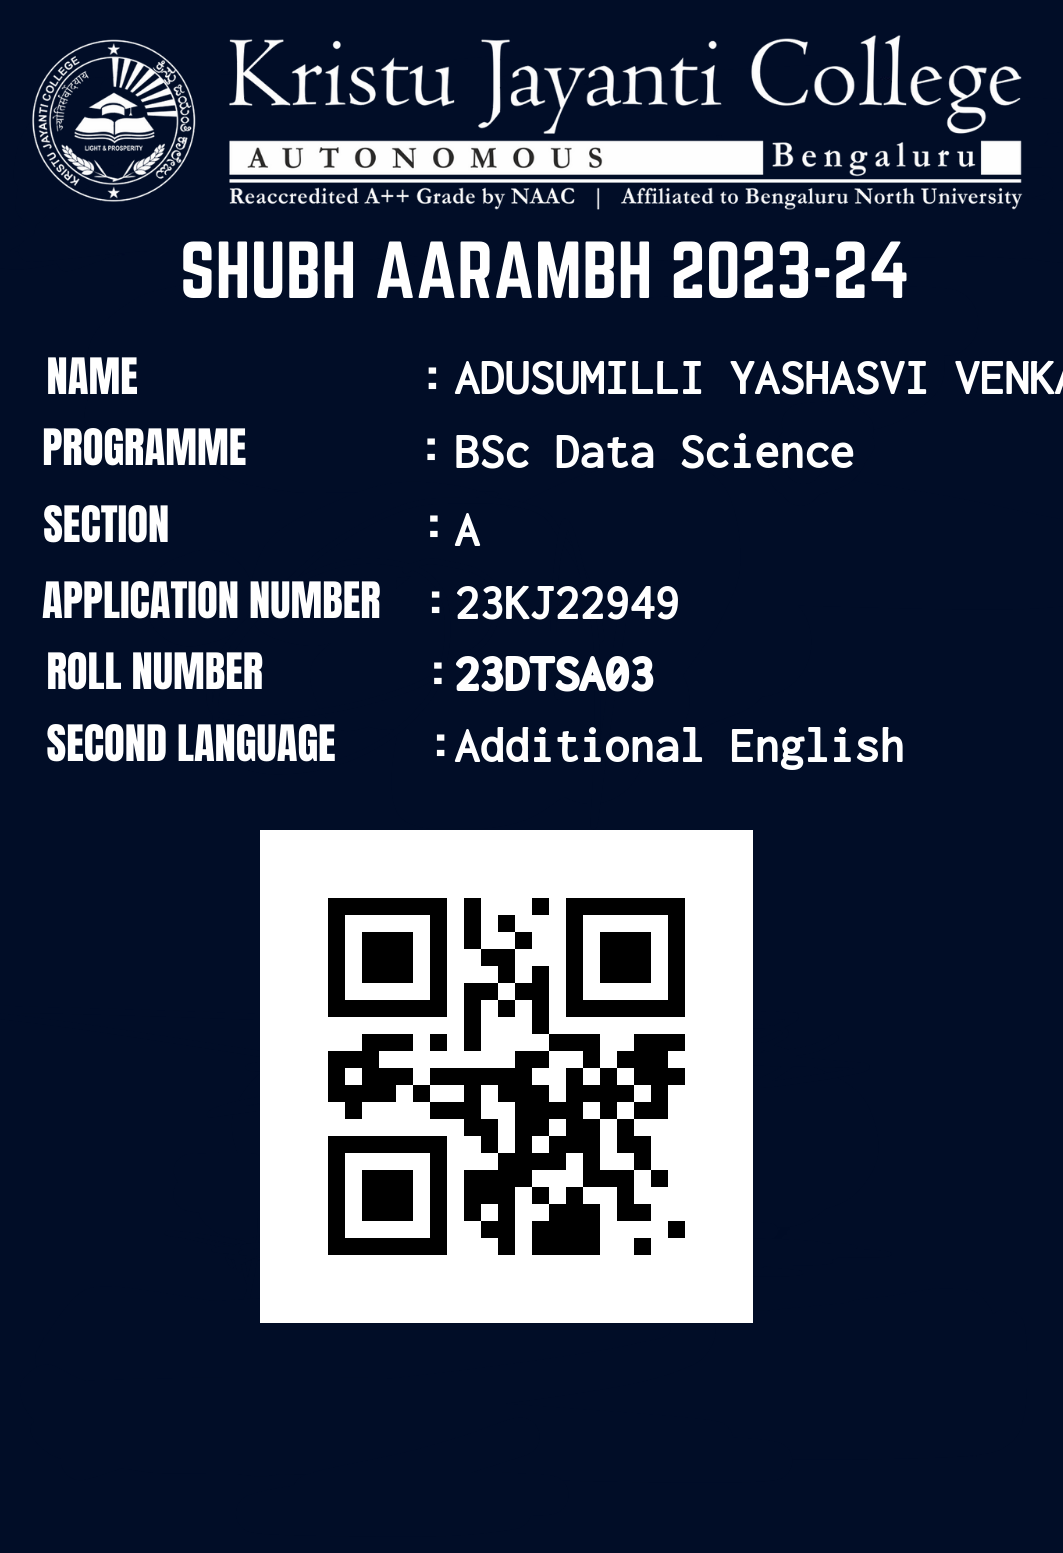 Kristu Jayanti College
AUTONOMOUS Bengaluru
Reaccredited A++ Grade by NAAC | Affiliated to Bengaluru North University
KRISTU JAYANTI COLLEGE
LIGHT & PROSPERITY
SHUBH AARAMBH 2023-24
NAME : ADUSUMILLI YASHASVI VENKA
PROGRAMME : BSc Data Science
SECTION : A
APPLICATION NUMBER : 23KJ22949
ROLL NUMBER : 23DTSA03
SECOND LANGUAGE : Additional English